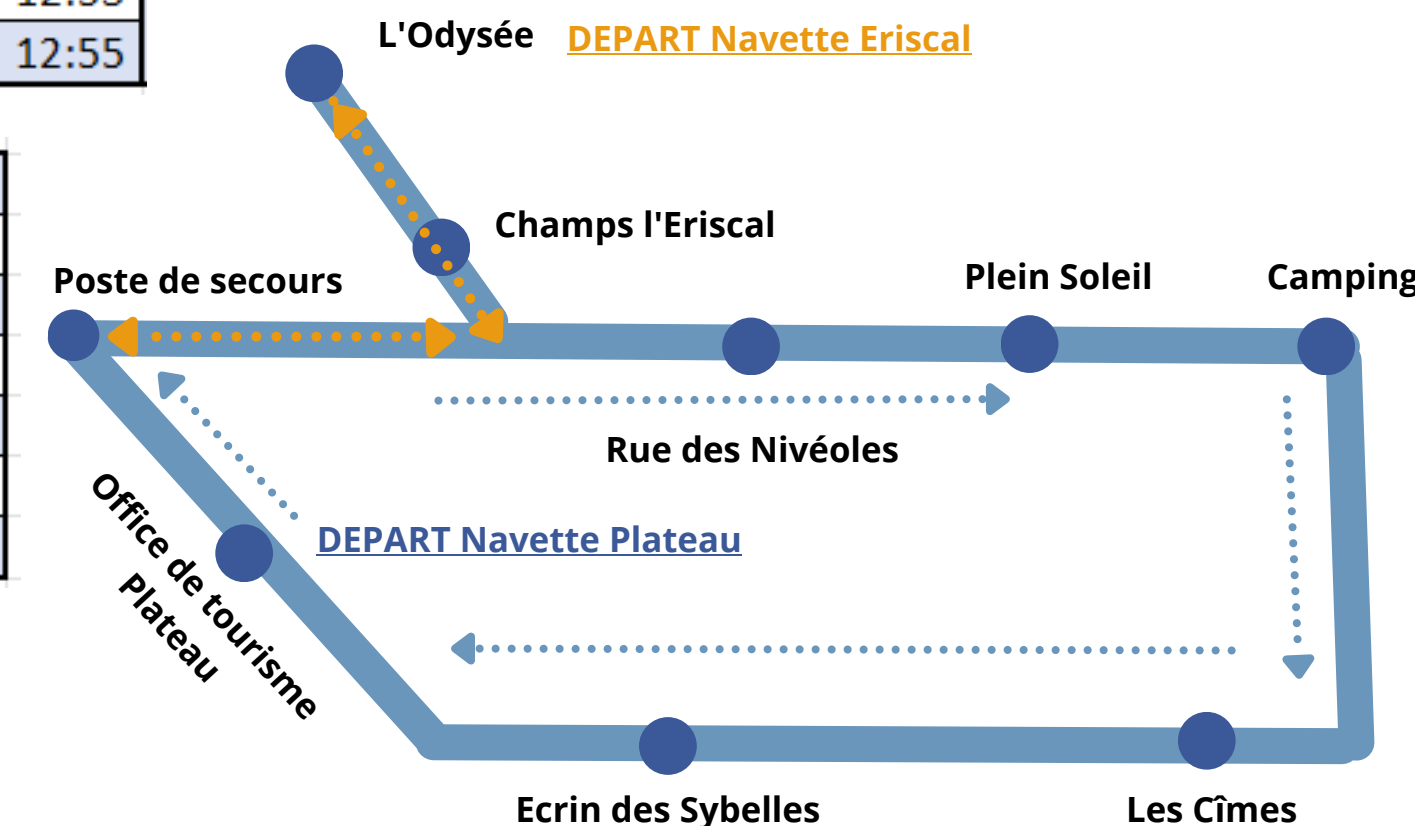 12:55
L'Odysée
DEPART Navette Eriscal
Champs l'Eriscal
Poste de secours
Plein Soleil
Camping
Rue des Nivéoles
DEPART Navette Plateau
Office de tourisme
Plateau
Ecrin des Sybelles
Les Cîmes